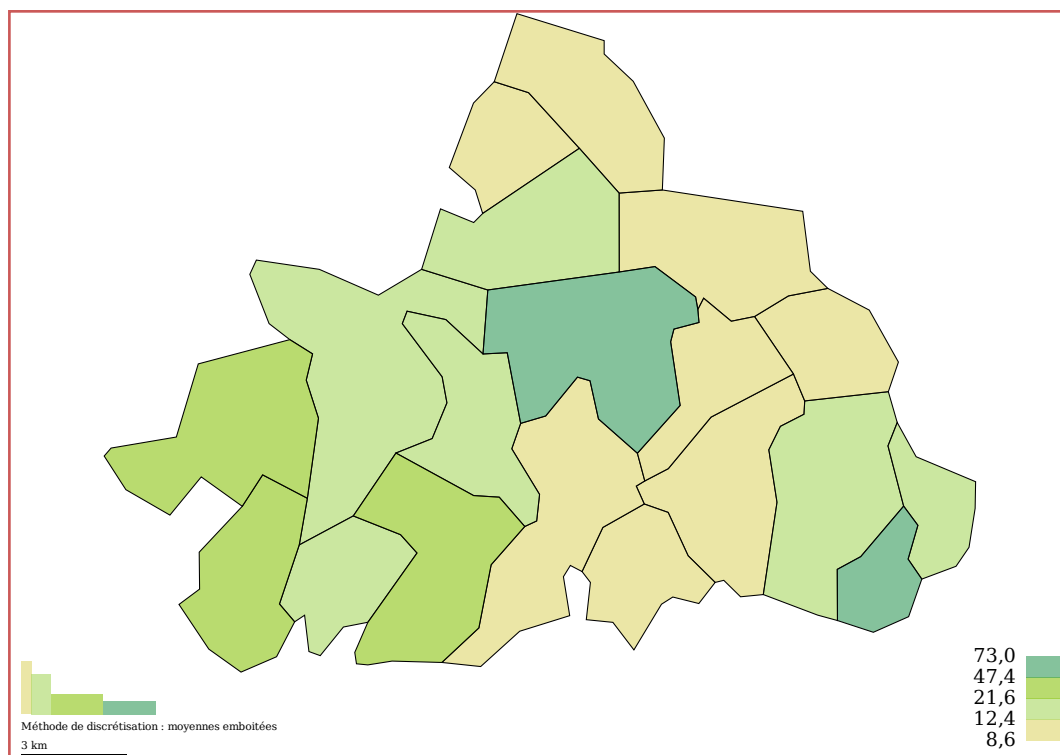 73,0
47,4
21,6
12,4
8,6
Méthode de discrétisation : moyennes emboitées
3 km